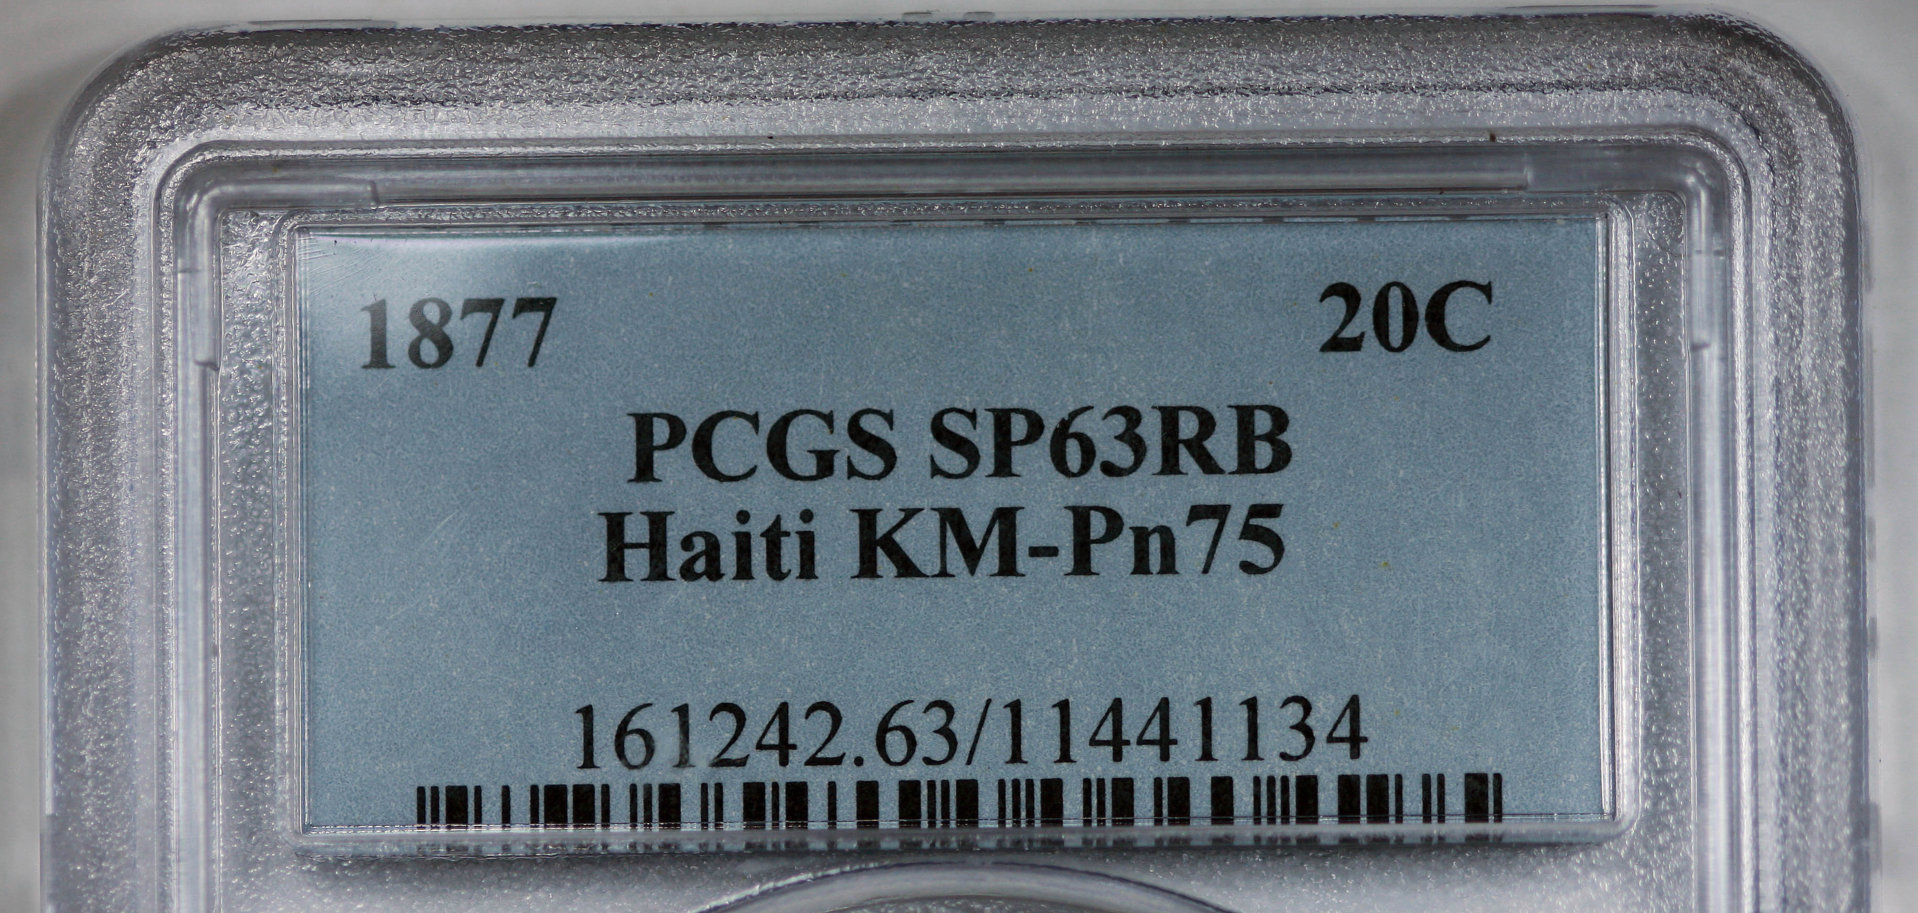 1877 20C
PCGS SP63RB
Haiti KM-Pn75
161242.63/11441134